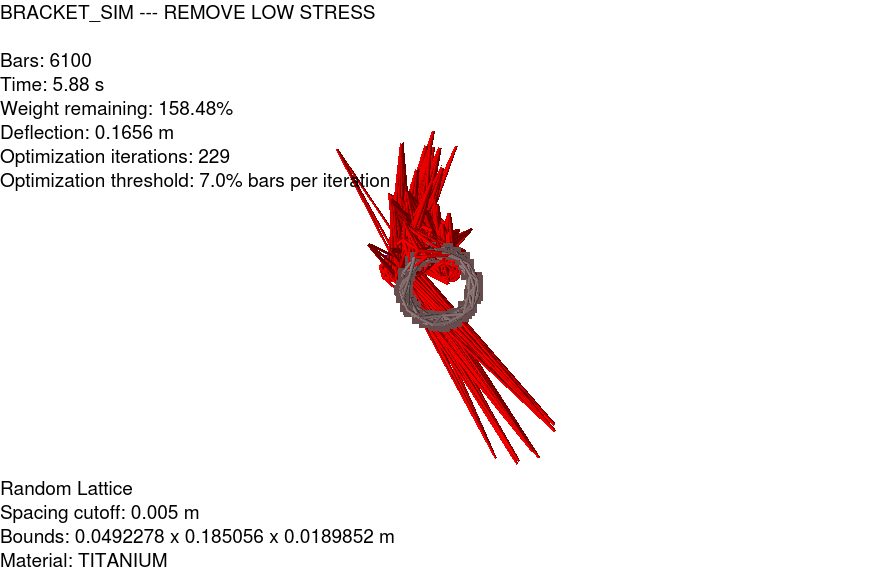 BRACKET_SIM --- REMOVE LOW STRESS
Bars: 6100
Time: 5.88 s
Weight remaining: 158.48%
Deflection: 0.1656 m
Optimization iterations: 229
Optimization threshold: 7.0% bars per iteration
Random Lattice
Spacing cutoff: 0.005 m
Bounds: 0.0492278 x 0.185056 x 0.0189852 m
Material: TITANIUM